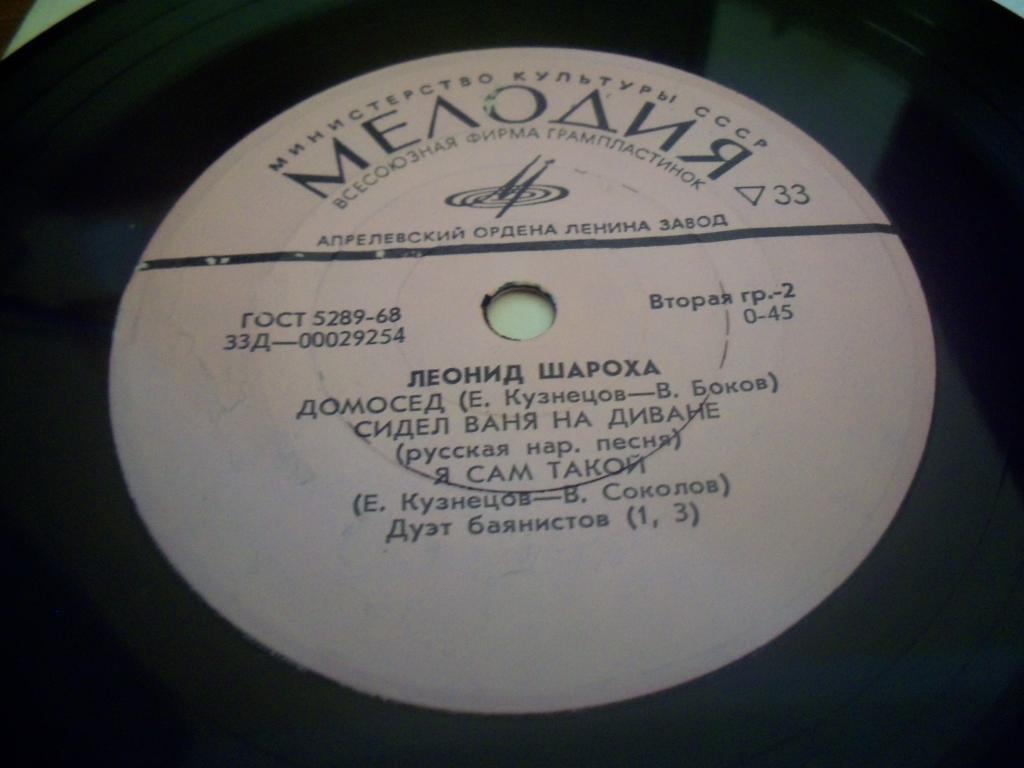 МИНИСТЕРСТВО КУЛЬТУРЫ СССР
МЕЛОДИЯ
ВСЕСОЮЗНАЯ ФИРМА ГРАМПЛАСТИНОК
▽ 33
АПРЕЛЕВСКИЙ ОРДЕНА ЛЕНИНА ЗАВОД
ГОСТ 5289-68
Вторая гр.-2
33Д—00029254
0-45
ЛЕОНИД ШАРОХА
ДОМОСЕД (Е. Кузнецов—В. Боков)
СИДЕЛ ВАНЯ НА ДИВАНЕ
(русская нар. песня)
Я САМ ТАКОЙ
(Е. Кузнецов—В. Соколов)
Дуэт баянистов (1, 3)